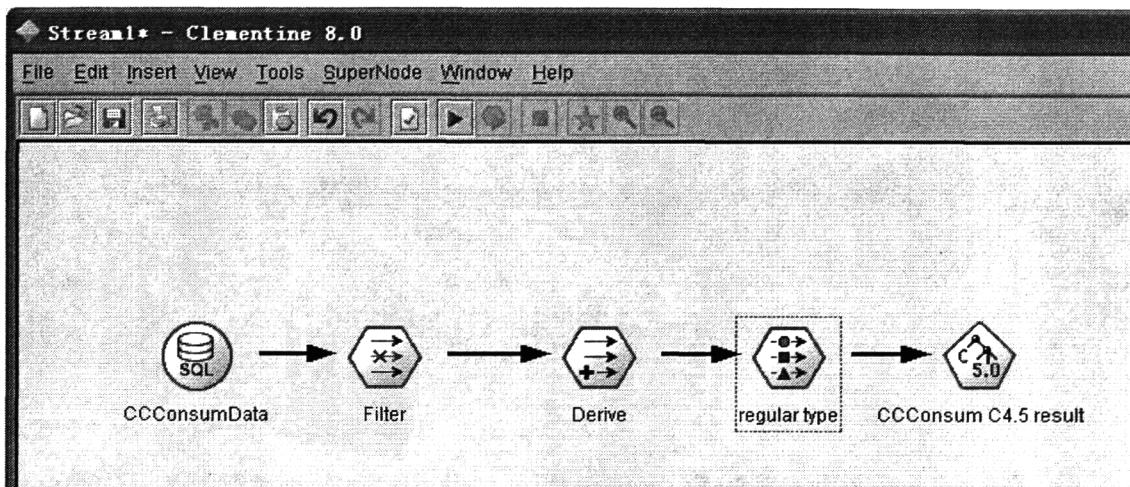 Stream1* - Clementine 8.0
File Edit Insert View Tools SuperNode Window Help
SQL
C 5.0
CCConsumData Filter Derive regular type CCConsum C4.5 result